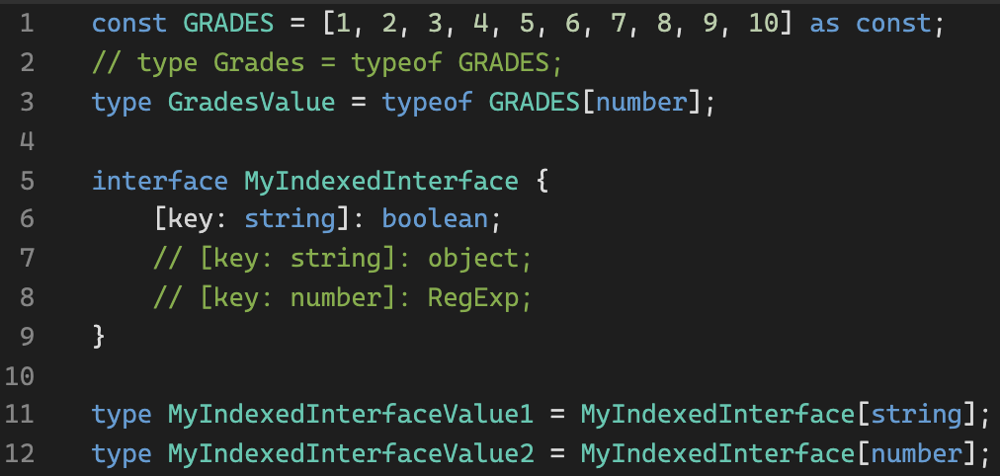 1 const GRADES = [1, 2, 3, 4, 5, 6, 7, 8, 9, 10] as const;
2 // type Grades = typeof GRADES;
3 type GradesValue = typeof GRADES[number];
4
5 interface MyIndexedInterface {
6 [key: string]: boolean;
7 // [key: string]: object;
8 // [key: number]: RegExp;
9 }
10
11 type MyIndexedInterfaceValue1 = MyIndexedInterface[string];
12 type MyIndexedInterfaceValue2 = MyIndexedInterface[number];